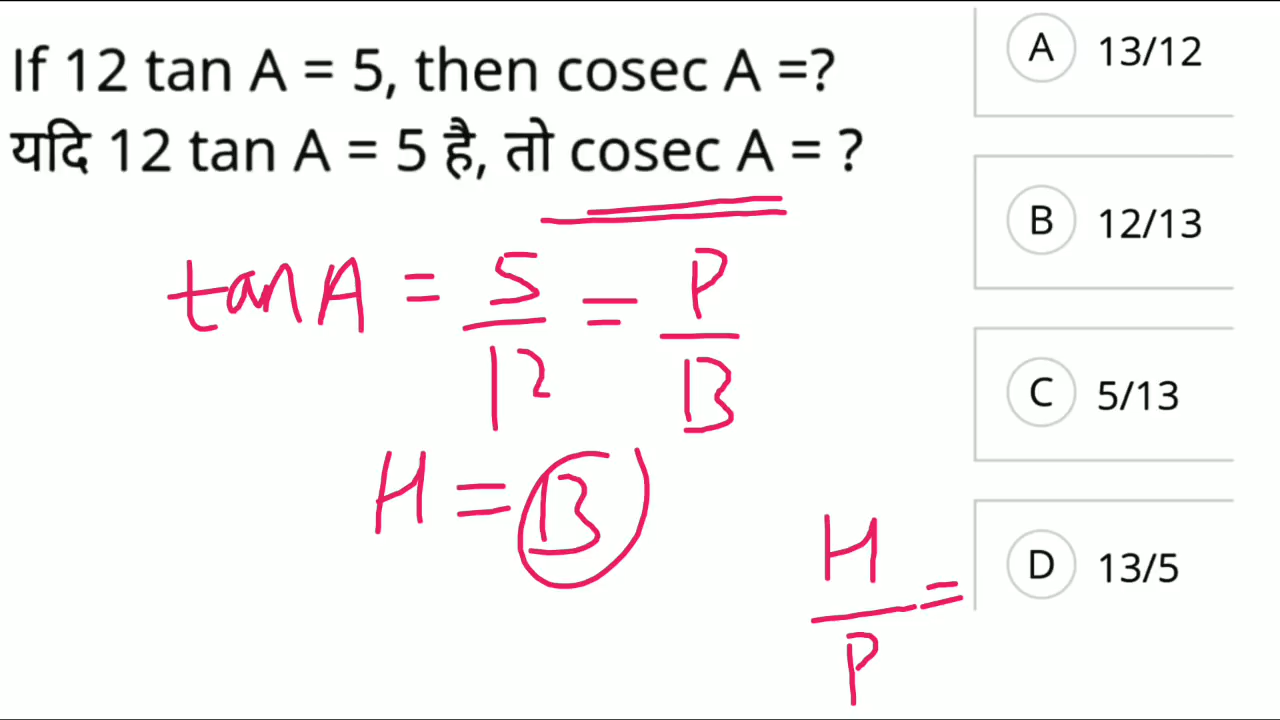 If 12 tan A = 5, then cosec A =?
यदि 12 tan A = 5 है, तो cosec A = ?
tan A = 5/12 = P/B
H = 13
H/P =
A 13/12
B 12/13
C 5/13
D 13/5